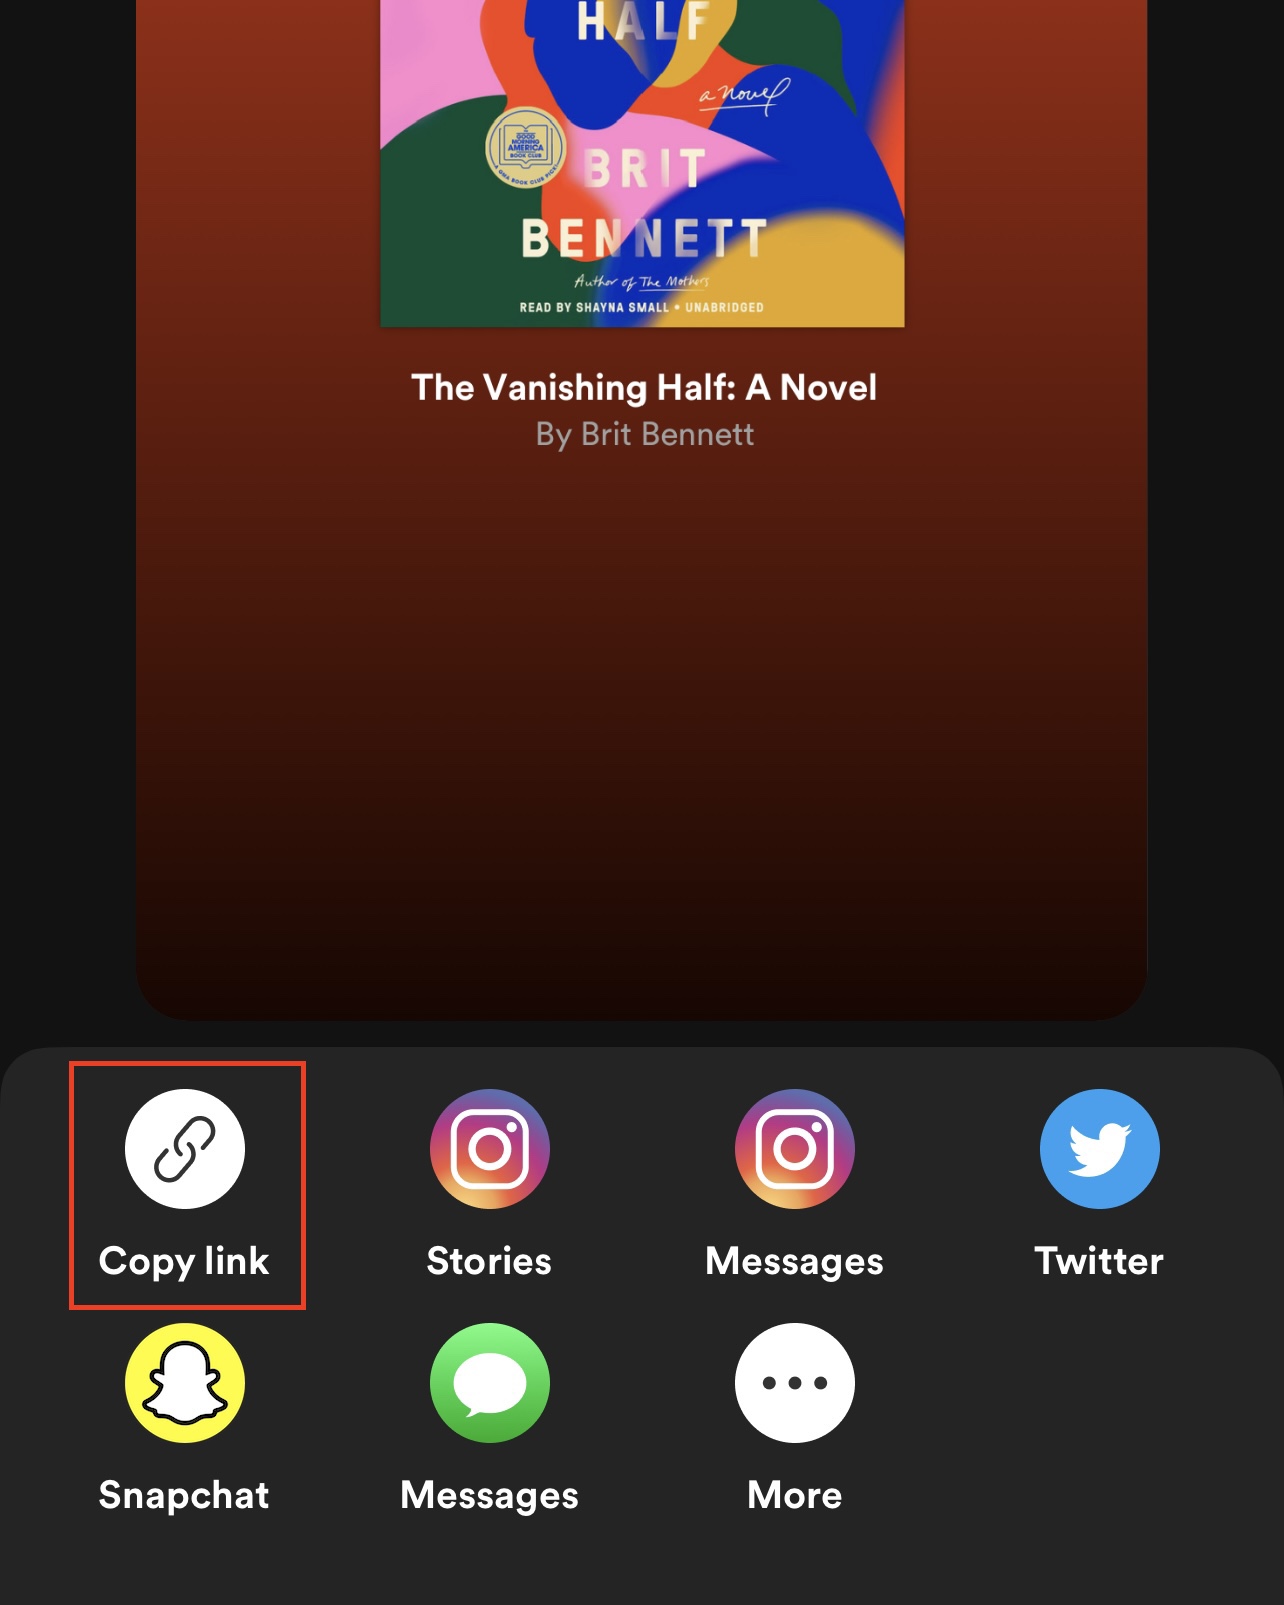 HALF
a novel
GOOD
MORNING
AMERICA
BOOK CLUB
A GMA BOOK CLUB PICK
BRIT
BENNETT
Author of The Mothers
READ BY SHAYNA SMALL • UNABRIDGED
The Vanishing Half: A Novel
By Brit Bennett
Copy link
Stories
Messages
Twitter
Snapchat
Messages
More